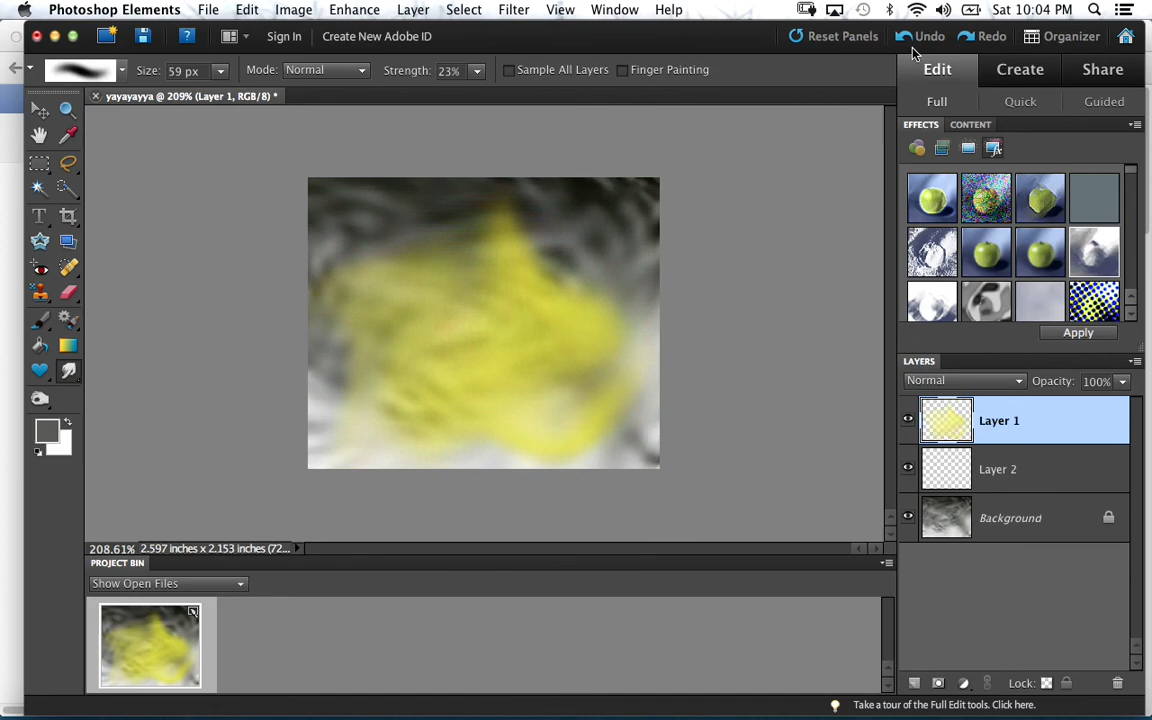 Photoshop Elements File Edit Image Enhance Layer Select Filter View Window Help Sat 10:04 PM
Sign In Create New Adobe ID Reset Panels Undo Redo Organizer
Size: 59 px Mode: Normal Strength: 23% Sample All Layers Finger Painting Edit Create Share
yayayayya @ 209% (Layer 1, RGB/8) * Full Quick Guided
EFFECTS CONTENT
Apply
LAYERS
Normal Opacity: 100%
Layer 1
Layer 2
Background
208.61% 2.597 inches x 2.153 inches (72...
PROJECT BIN
Show Open Files
Lock:
Take a tour of the Full Edit tools. Click here.